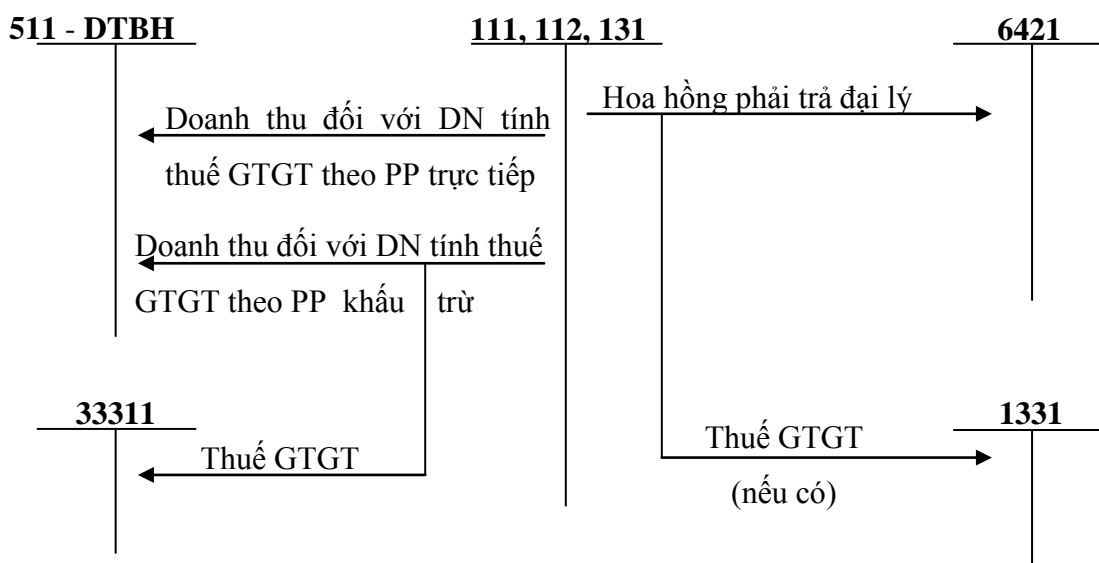 511 - DTBH
111, 112, 131
6421
Hoa hồng phải trả đại lý
Doanh thu đối với DN tính
thuế GTGT theo PP trực tiếp
Doanh thu đối với DN tính thuế
GTGT theo PP khấu trừ
33311
1331
Thuế GTGT
Thuế GTGT
(nếu có)